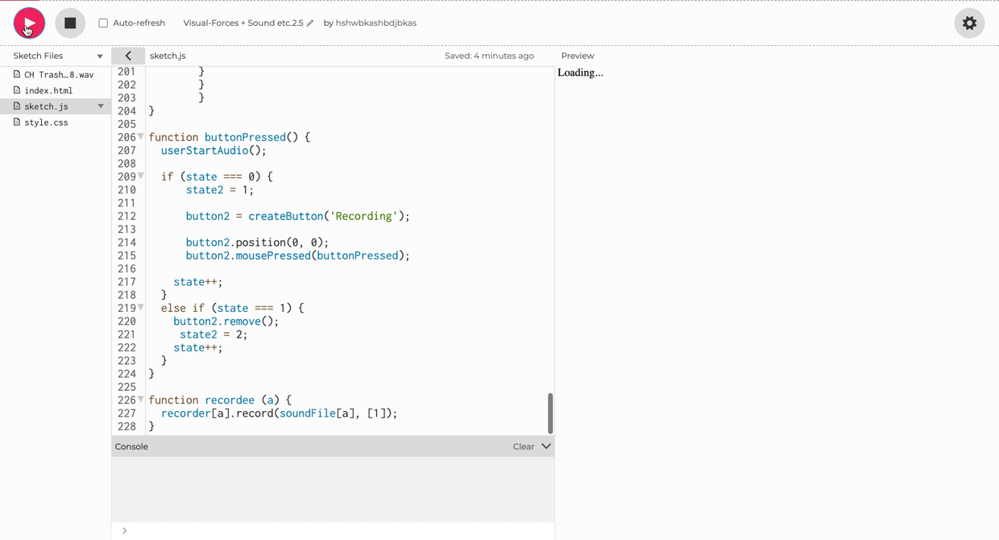 Auto-refresh
Visual-Forces + Sound etc.2.5
by hshwbkashbdjbkas
Sketch Files
sketch.js
Saved: 4 minutes ago
Preview
CH Trash…8.wav
index.html
sketch.js
style.css
201 }
202 }
203 }
204 }
205
206 function buttonPressed() {
207 userStartAudio();
208
209 if (state === 0) {
210 state2 = 1;
211
212 button2 = createButton('Recording');
213
214 button2.position(0, 0);
215 button2.mousePressed(buttonPressed);
216
217 state++;
218 }
219 else if (state === 1) {
220 button2.remove();
221 state2 = 2;
222 state++;
223 }
224 }
225
226 function recordee (a) {
227 recorder[a].record(soundFile[a], [1]);
228 }
Console
Clear
>
Loading...